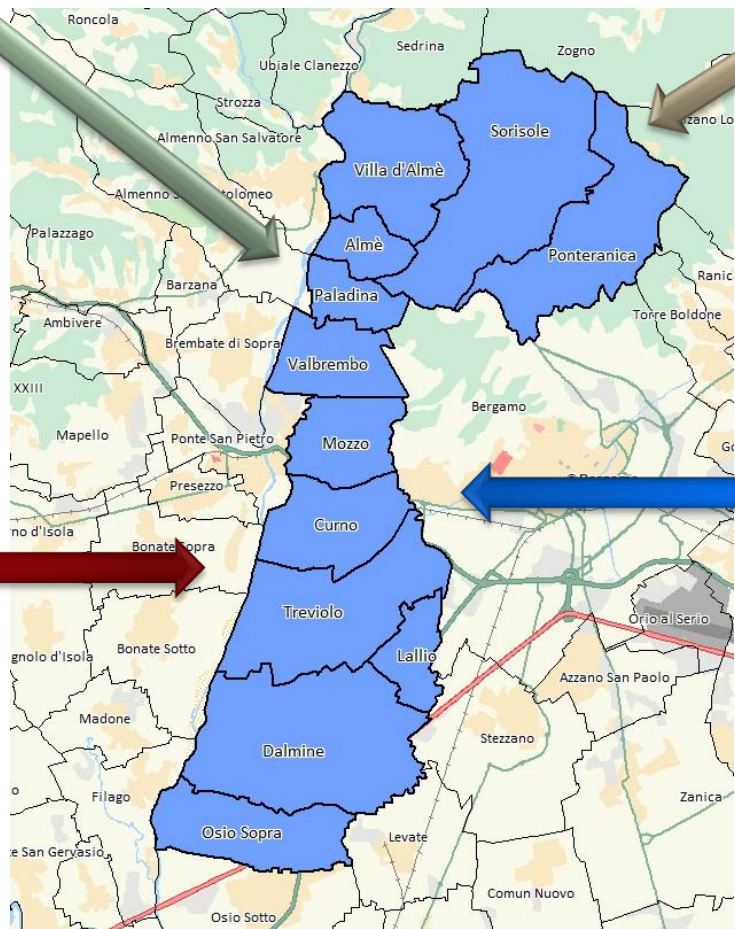 Roncola
Sedrina
Zogno
Ubiale Clanezzo
Strozza
Sorisole
Almenno San Salvatore
Villa d'Almè
Almenno
Palazzago
Almè
Ponteranica
Barzana
Paladina
Torre Boldone
Ambivere
Brembate di Sopra
Valbrembo
XXIII
Bergamo
Mapello
Ponte San Pietro
Mozzo
Presezzo
Curno
Bonate Sopra
Treviolo
Orio al Serio
Bonate Sotto
Lallio
Azzano San Paolo
Madone
Stezzano
Dalmine
Filago
Zanica
Osio Sopra
Levate
Comun Nuovo
Osio Sotto